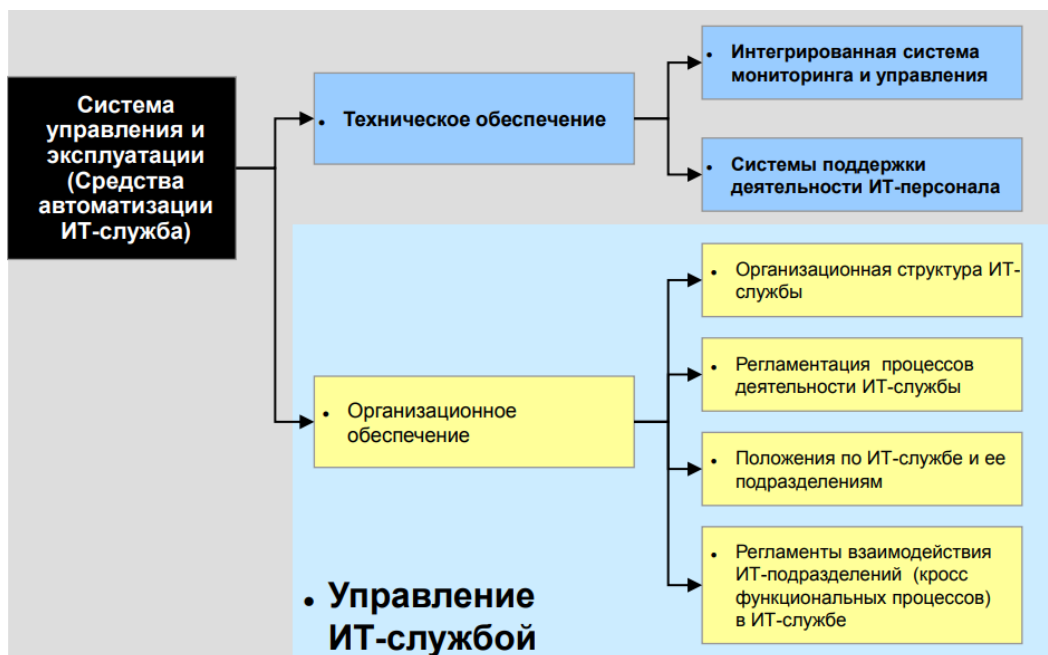 Система
управления и
эксплуатации
(Средства
автоматизации
ИТ-служба)
• Техническое обеспечение
• Интегрированная система
мониторинга и управления
• Системы поддержки
деятельности ИТ-персонала
• Организационное
обеспечение
• Организационная структура ИТ-
службы
• Регламентация процессов
деятельности ИТ-службы
• Положения по ИТ-службе и ее
подразделениям
• Регламенты взаимодействия
ИТ-подразделений (кросс
функциональных процессов)
в ИТ-службе
• Управление
ИТ-службой